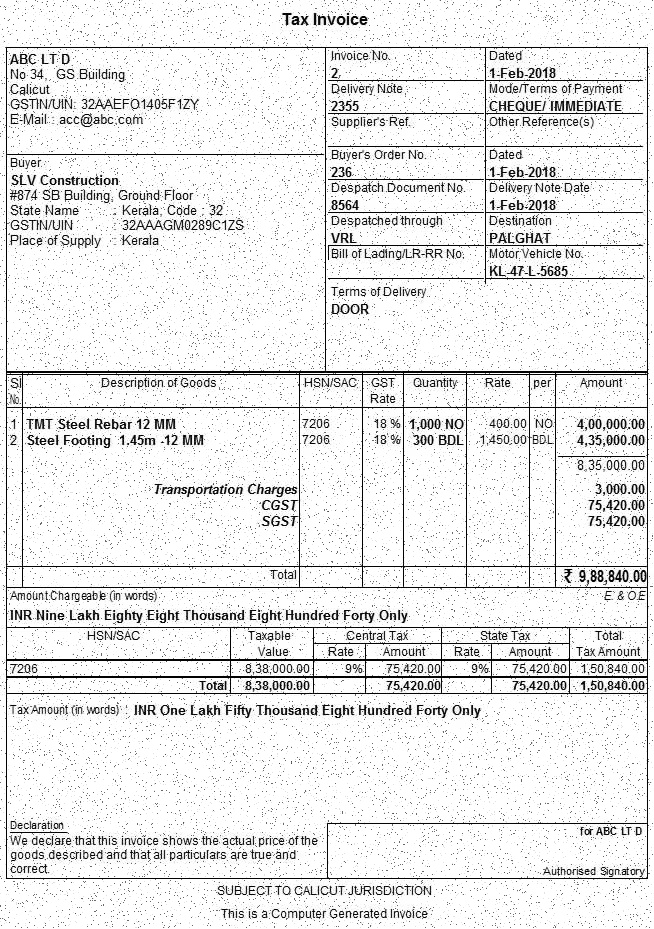 Tax Invoice
ABC LT D
No 34, GS Building
Calicut
GSTIN/UIN: 32AAEFO1405F1ZY
E-Mail : acc@abc.com
Invoice No.
2
Dated
1-Feb-2018
Delivery Note
2355
Mode/Terms of Payment
CHEQUE/ IMMEDIATE
Supplier's Ref.
Other Reference(s)
Buyer
SLV Construction
#874 SB Building, Ground Floor
State Name : Kerala, Code : 32
GSTIN/UIN : 32AAAGM0289C1ZS
Place of Supply : Kerala
Buyer's Order No.
236
Dated
1-Feb-2018
Despatch Document No.
8564
Delivery Note Date
1-Feb-2018
Despatched through
VRL
Destination
PALGHAT
Bill of Lading/LR-RR No.
Motor Vehicle No.
KL-47-L-5685
Terms of Delivery
DOOR
Sl No. Description of Goods HSN/SAC GST Rate Quantity Rate per Amount
1 TMT Steel Rebar 12 MM 7206 18 % 1,000 NO 400.00 NO 4,00,000.00
2 Steel Footing 1.45m -12 MM 7206 18 % 300 BDL 1,450.00 BDL 4,35,000.00
8,35,000.00
Transportation Charges 3,000.00
CGST 75,420.00
SGST 75,420.00
Total ₹ 9,88,840.00
Amount Chargeable (in words) E. & O.E
INR Nine Lakh Eighty Eight Thousand Eight Hundred Forty Only
HSN/SAC Taxable Central Tax State Tax Total
Value Rate Amount Rate Amount Tax Amount
7206 8,38,000.00 9% 75,420.00 9% 75,420.00 1,50,840.00
Total 8,38,000.00 75,420.00 75,420.00 1,50,840.00
Tax Amount (in words) : INR One Lakh Fifty Thousand Eight Hundred Forty Only
Declaration
We declare that this invoice shows the actual price of the
goods described and that all particulars are true and
correct.
for ABC LT D
Authorised Signatory
SUBJECT TO CALICUT JURISDICTION
This is a Computer Generated Invoice